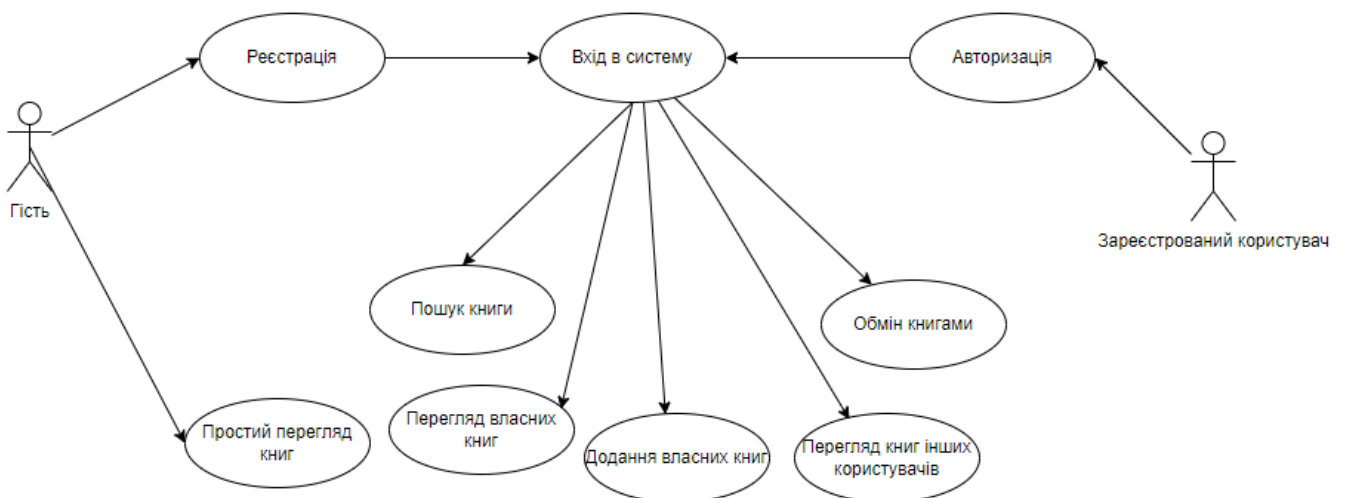 Реєстрація
Вхід в систему
Авторизація
Гість
Зареєстрований користувач
Пошук книги
Обмін книгами
Простий перегляд
книг
Перегляд власних
книг
Додання власних книг
Перегляд книг інших
користувачів